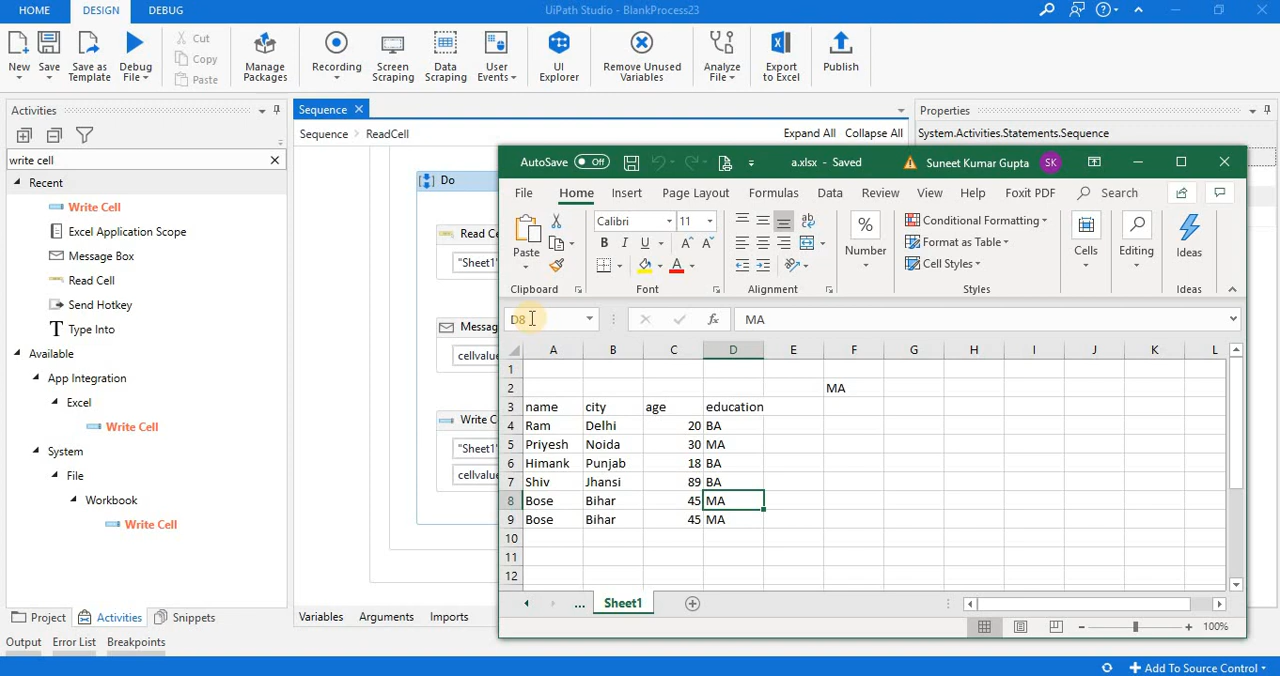 HOME DESIGN DEBUG UiPath Studio - BlankProcess23
New Save Save as Template Debug File Cut Copy Paste Manage Packages Recording Screen Scraping Data Scraping User Events UI Explorer Remove Unused Variables Analyze File Export to Excel Publish
Activities
write cell
Recent
Write Cell
Excel Application Scope
Message Box
Read Cell
Send Hotkey
Type Into
Available
App Integration
Excel
Write Cell
System
File
Workbook
Write Cell
Project Activities Snippets
Output Error List Breakpoints
Sequence
Sequence > ReadCell Expand All Collapse All
Do
Read Ce
"Sheet1"
Messag
cellvalue
Write C
"Sheet1"
cellvalue
Variables Arguments Imports
Properties
System.Activities.Statements.Sequence
AutoSave Off a.xlsx - Saved Suneet Kumar Gupta SK
File Home Insert Page Layout Formulas Data Review View Help Foxit PDF Search
Paste Calibri 11 B I U A A A ab % Number Conditional Formatting Format as Table Cell Styles Cells Editing Ideas
Clipboard Font Alignment Styles Ideas
D8 fx MA
A B C D E F G H I J K L
1
2 MA
3 name city age education
4 Ram Delhi 20 BA
5 Priyesh Noida 30 MA
6 Himank Punjab 18 BA
7 Shiv Jhansi 89 BA
8 Bose Bihar 45 MA
9 Bose Bihar 45 MA
10
11
12
... Sheet1
100%
Add To Source Control